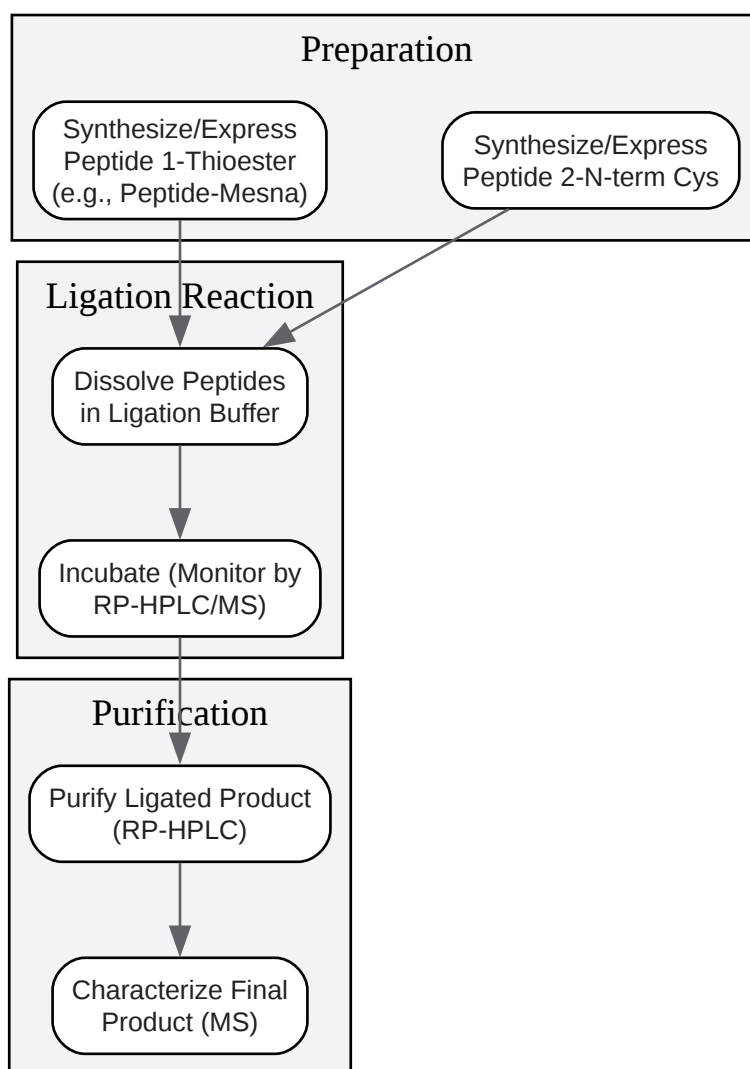 Preparation
Synthesize/Express
Peptide 1-Thioester
(e.g., Peptide-Mesna)
Synthesize/Express
Peptide 2-N-term Cys
Ligation Reaction
Dissolve Peptides
in Ligation Buffer
Incubate (Monitor by
RP-HPLC/MS)
Purification
Purify Ligated Product
(RP-HPLC)
Characterize Final
Product (MS)